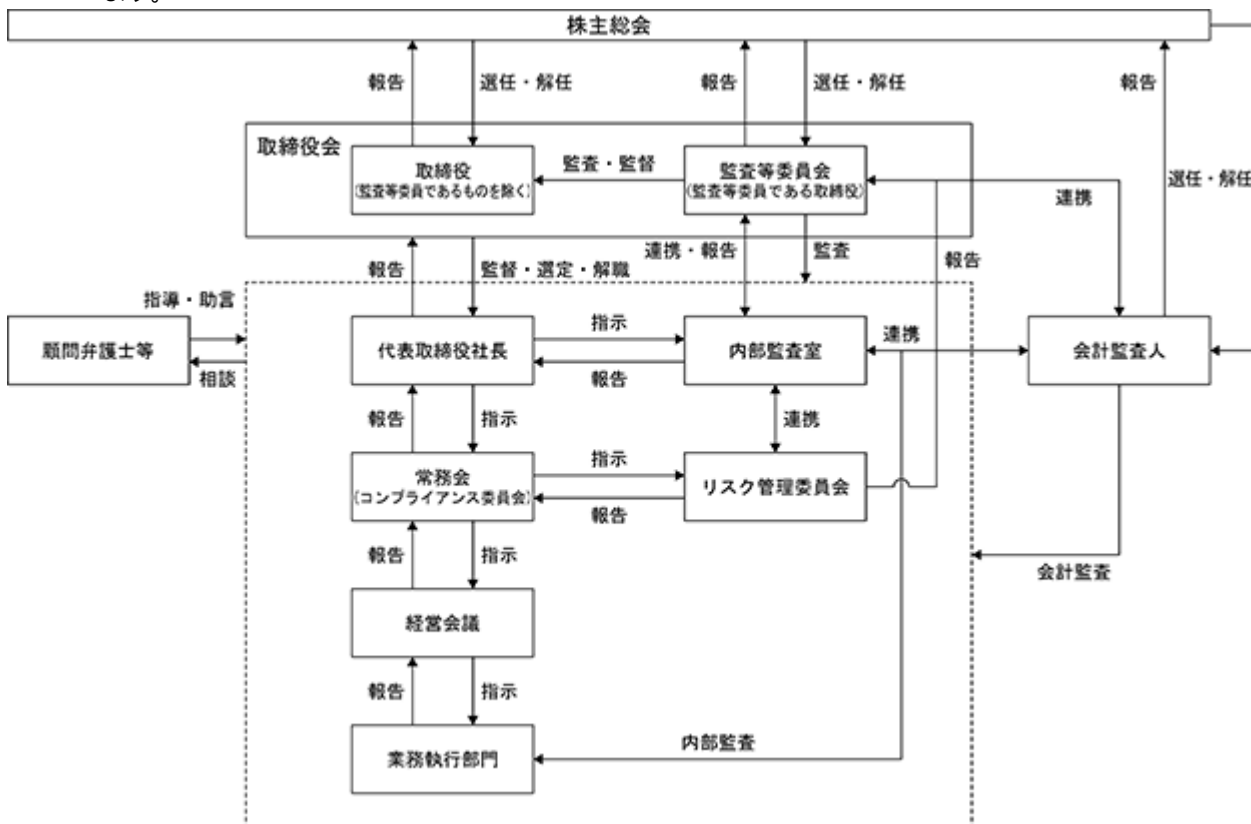 ます。
株主総会
報告
選任・解任
報告
選任・解任
報告
取締役会
取締役
(監査等委員であるものを除く)
監査・監督
監査等委員会
(監査等委員である取締役)
連携
選任・解任
報告
監督・選定・解職
連携・報告
監査
報告
指導・助言
顧問弁護士等
相談
代表取締役社長
指示
報告
内部監査室
連携
会計監査人
報告
指示
連携
常務会
(コンプライアンス委員会)
指示
報告
リスク管理委員会
報告
指示
会計監査
経営会議
報告
指示
業務執行部門
内部監査